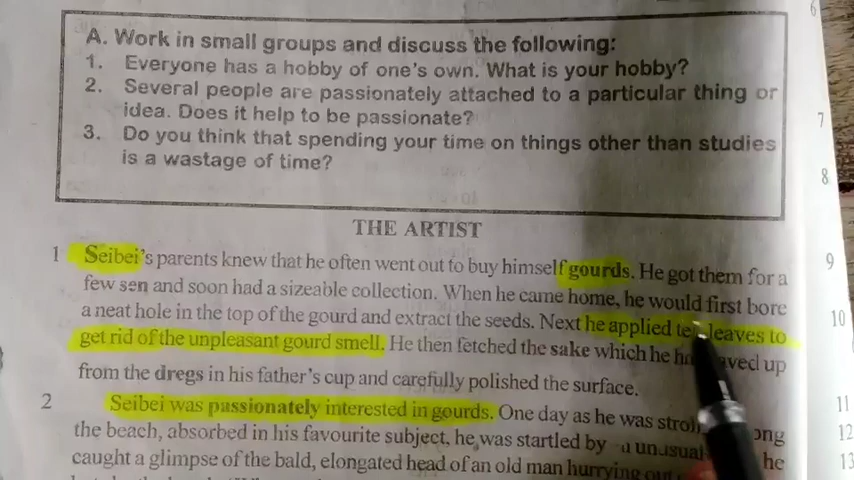 A. Work in small groups and discuss the following:
1. Everyone has a hobby of one's own. What is your hobby?
2. Several people are passionately attached to a particular thing or
idea. Does it help to be passionate?
3. Do you think that spending your time on things other than studies
is a wastage of time?
THE ARTIST
1 Seibei's parents knew that he often went out to buy himself gourds. He got them for a
few sen and soon had a sizeable collection. When he came home, he would first bore
a neat hole in the top of the gourd and extract the seeds. Next he applied leaves to
get rid of the unpleasant gourd smell. He then fetched the sake which he up
from the dregs in his father's cup and carefully polished the surface.
2 Seibei was passionately interested in gourds. One day as he was
the beach, absorbed in his favourite subject, he was startled by he
caught a glimpse of the bald, elongated head of an old man hurrying
6
7
8
9
10
11
12
13